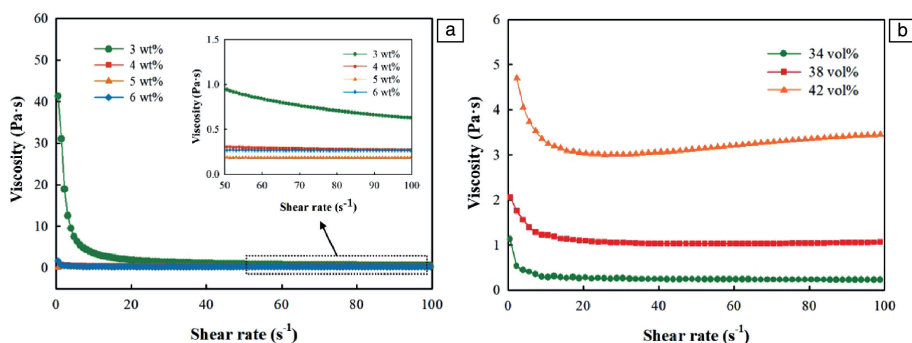 a
60
50
40
30
20
10
0
0
20
40
60
80
100
Viscosity (Pa·s)
Shear rate (s⁻¹)
3 wt%
4 wt%
5 wt%
6 wt%
1.5
1.0
0.5
0.0
50
60
70
80
90
100
Viscosity (Pa·s)
Shear rate (s⁻¹)
3 wt%
4 wt%
5 wt%
6 wt%
b
6
5
4
3
2
1
0
0
20
40
60
80
100
Viscosity (Pa·s)
Shear rate (s⁻¹)
34 vol%
38 vol%
42 vol%